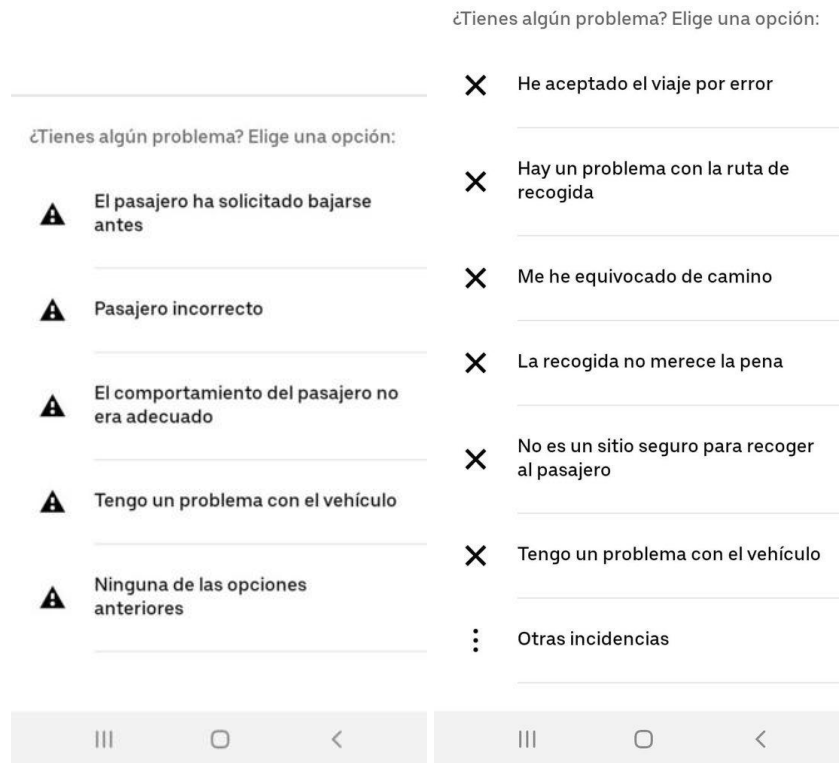 ¿Tienes algún problema? Elige una opción:
El pasajero ha solicitado bajarse
antes
Pasajero incorrecto
El comportamiento del pasajero no
era adecuado
Tengo un problema con el vehículo
Ninguna de las opciones
anteriores
¿Tienes algún problema? Elige una opción:
He aceptado el viaje por error
Hay un problema con la ruta de
recogida
Me he equivocado de camino
La recogida no merece la pena
No es un sitio seguro para recoger
al pasajero
Tengo un problema con el vehículo
Otras incidencias